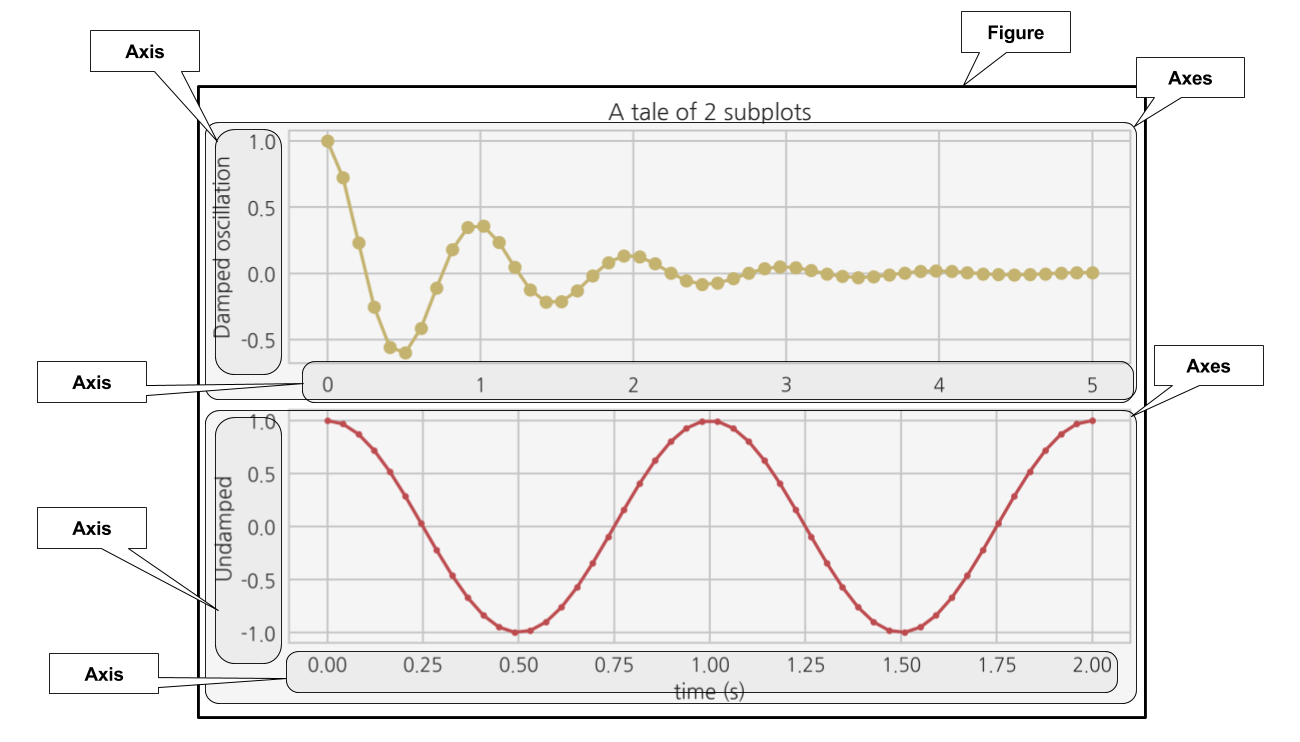 Figure
Axis
Axes
A tale of 2 subplots
Damped oscillation
1.0
0.5
0.0
-0.5
Axis
0 1 2 3 4 5
Axes
Undamped
1.0
0.5
0.0
-0.5
-1.0
Axis
Axis
0.00 0.25 0.50 0.75 1.00 1.25 1.50 1.75 2.00
time (s)